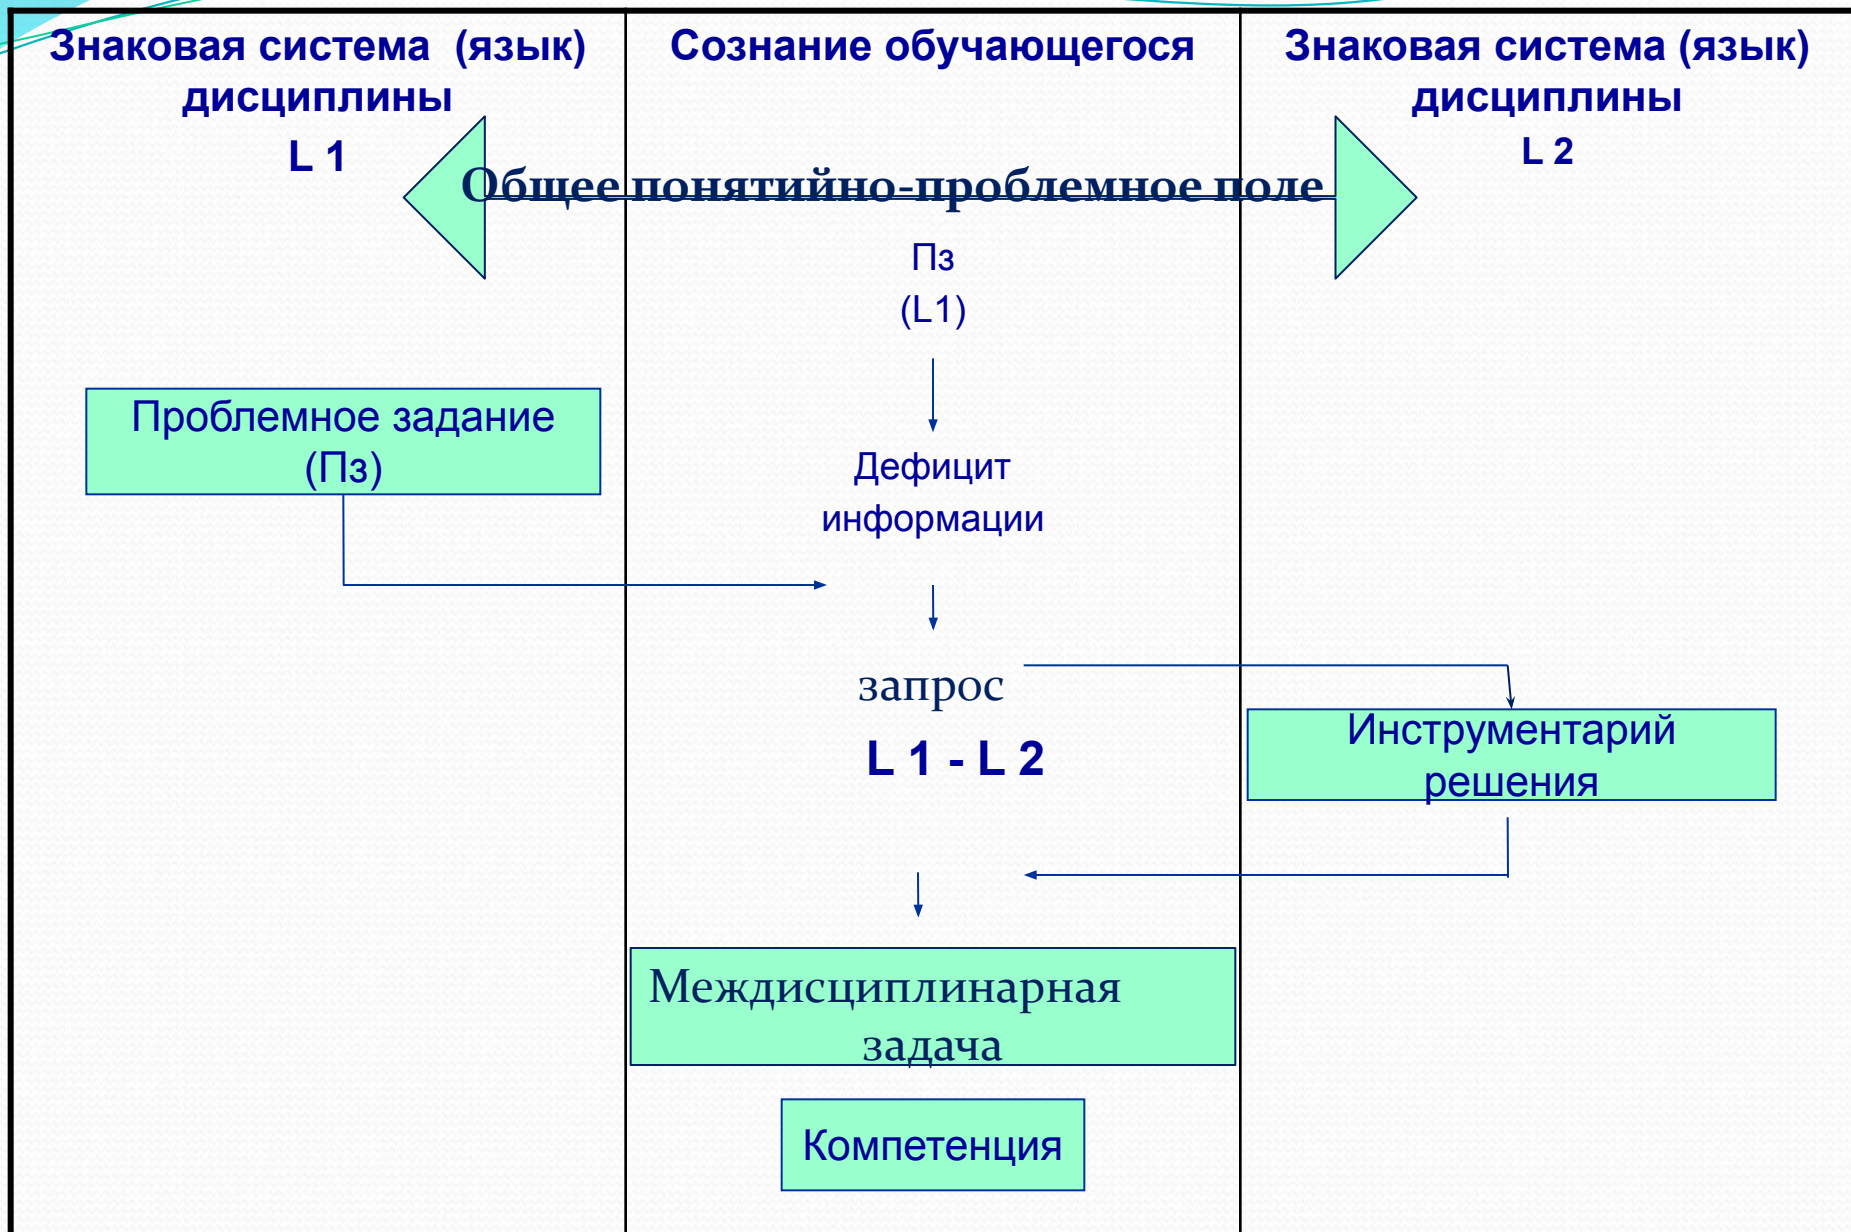 Знаковая система (язык)
дисциплины
L 1
Сознание обучающегося
Знаковая система (язык)
дисциплины
L 2
Общее понятийно-проблемное поле
Пз
(L1)
Проблемное задание
(Пз)
Дефицит
информации
запрос
L 1 - L 2
Инструментарий
решения
Междисциплинарная
задача
Компетенция